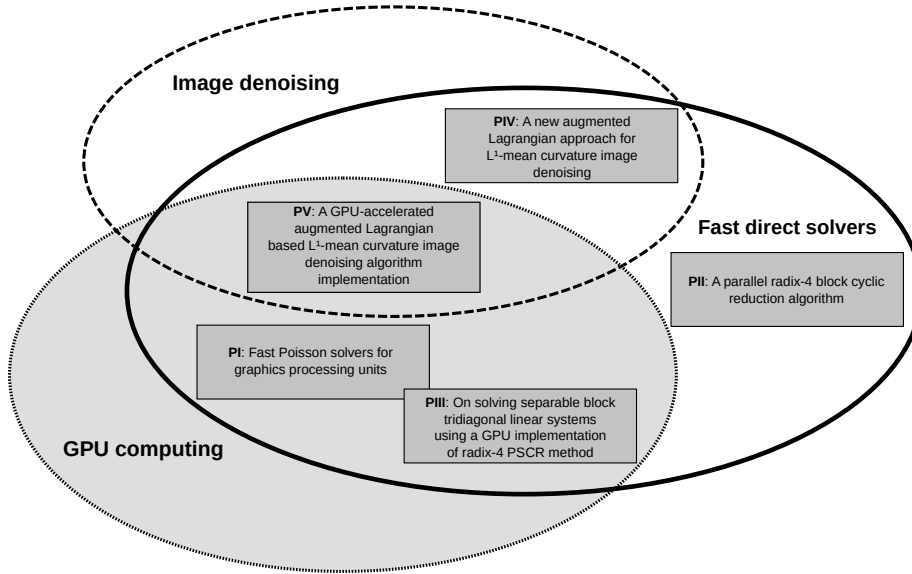 Image denoising
PIV: A new augmented
Lagrangian approach for
L¹-mean curvature image
denoising
PV: A GPU-accelerated
augmented Lagrangian
based L¹-mean curvature image
denoising algorithm
implementation
Fast direct solvers
PII: A parallel radix-4 block cyclic
reduction algorithm
PI: Fast Poisson solvers for
graphics processing units
PIII: On solving separable block
tridiagonal linear systems
using a GPU implementation
of radix-4 PSCR method
GPU computing